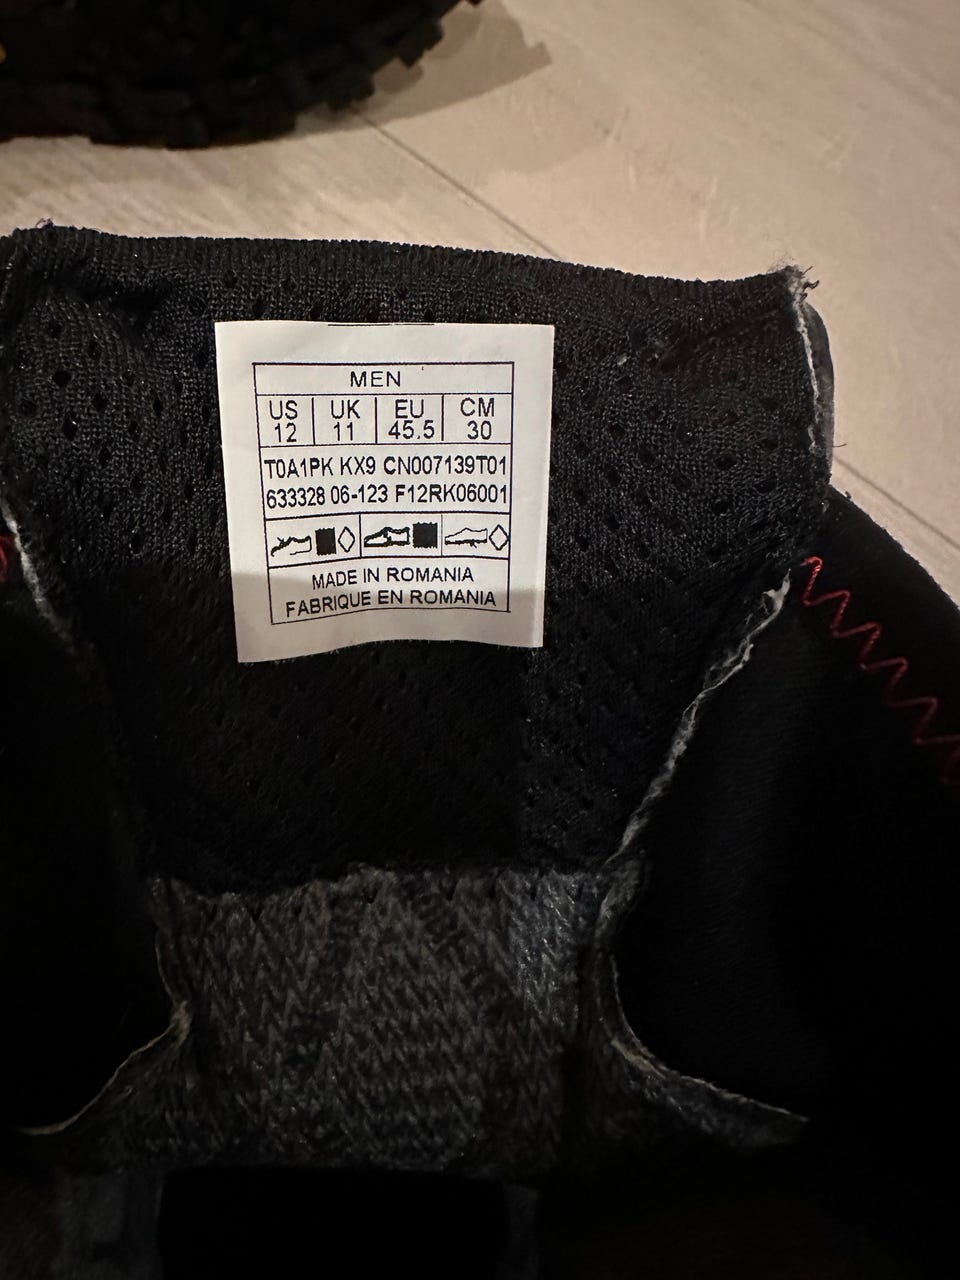 MEN
US UK EU CM
12 11 45.5 30
T0A1PK KX9 CN007139T01
633328 06-123 F12RK06001
MADE IN ROMANIA
FABRIQUE EN ROMANIA